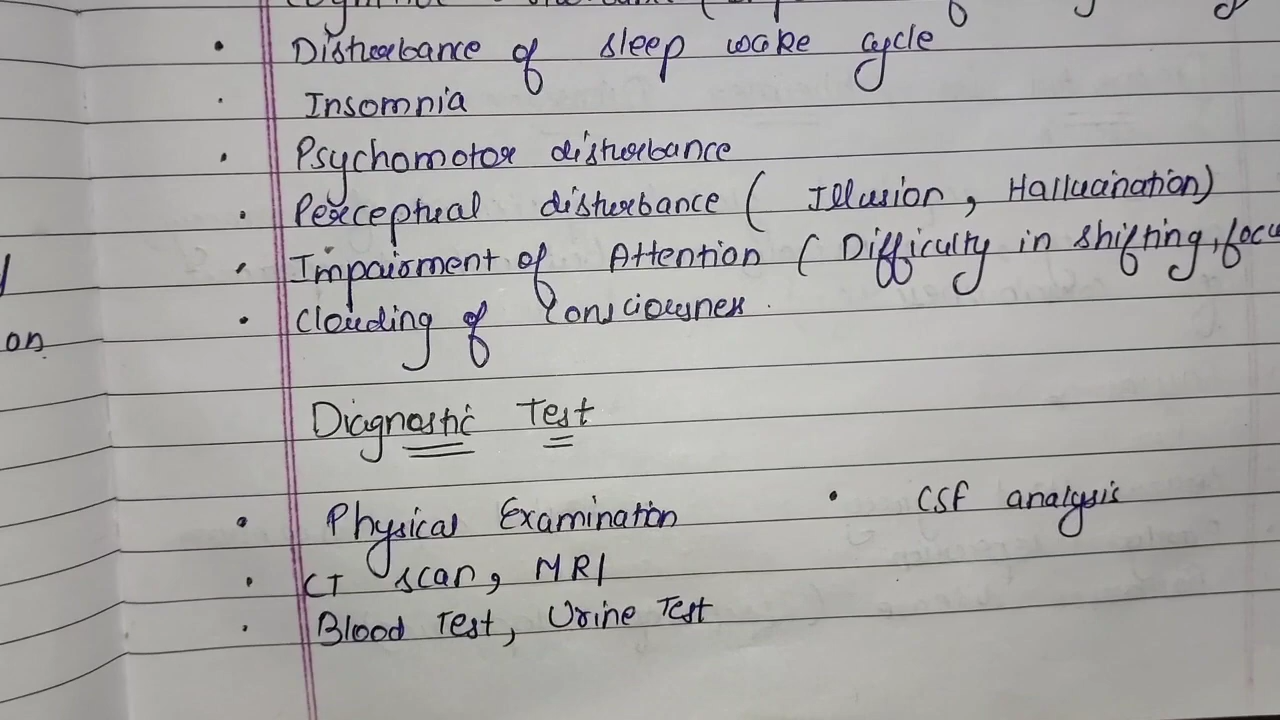 • Disturbance of sleep wake cycle
• Insomnia
• Psychomotor disturbance
• Perceptual disturbance ( Illusion, Hallucination)
• Impairment of Attention ( Difficulty in shifting, focu
• Clouding of Consciousness.
on
Diagnostic Test
• Physical Examination • CSF analysis
• CT scan, MRI
• Blood Test, Urine Test